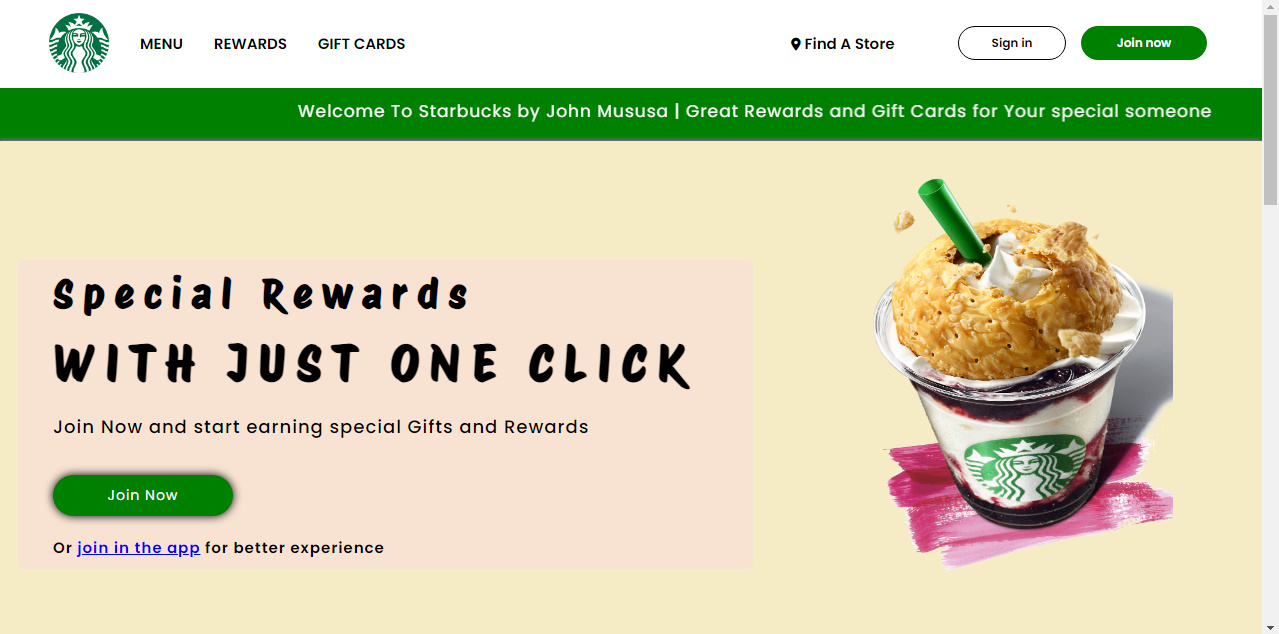 MENU REWARDS GIFT CARDS Find A Store Sign in Join now
Welcome To Starbucks by John Mususa | Great Rewards and Gift Cards for Your special someone
Special Rewards
WITH JUST ONE CLICK
Join Now and start earning special Gifts and Rewards
Join Now
Or join in the app for better experience